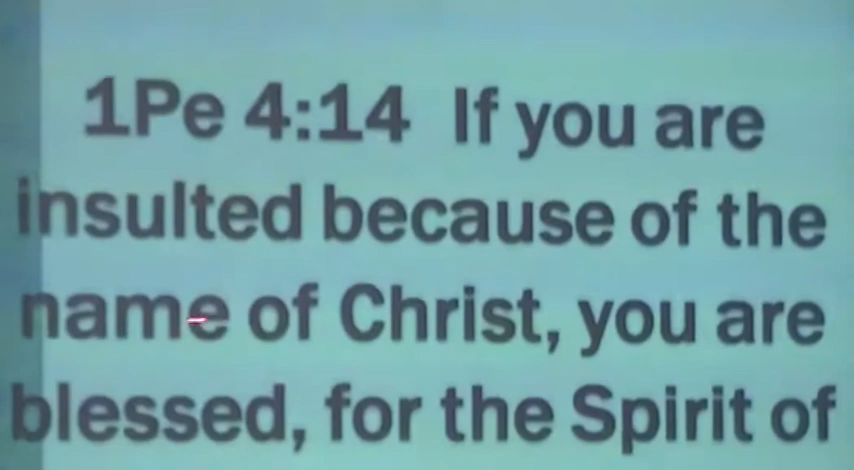 1Pe 4:14 If you are
insulted because of the
name of Christ, you are
blessed, for the Spirit of